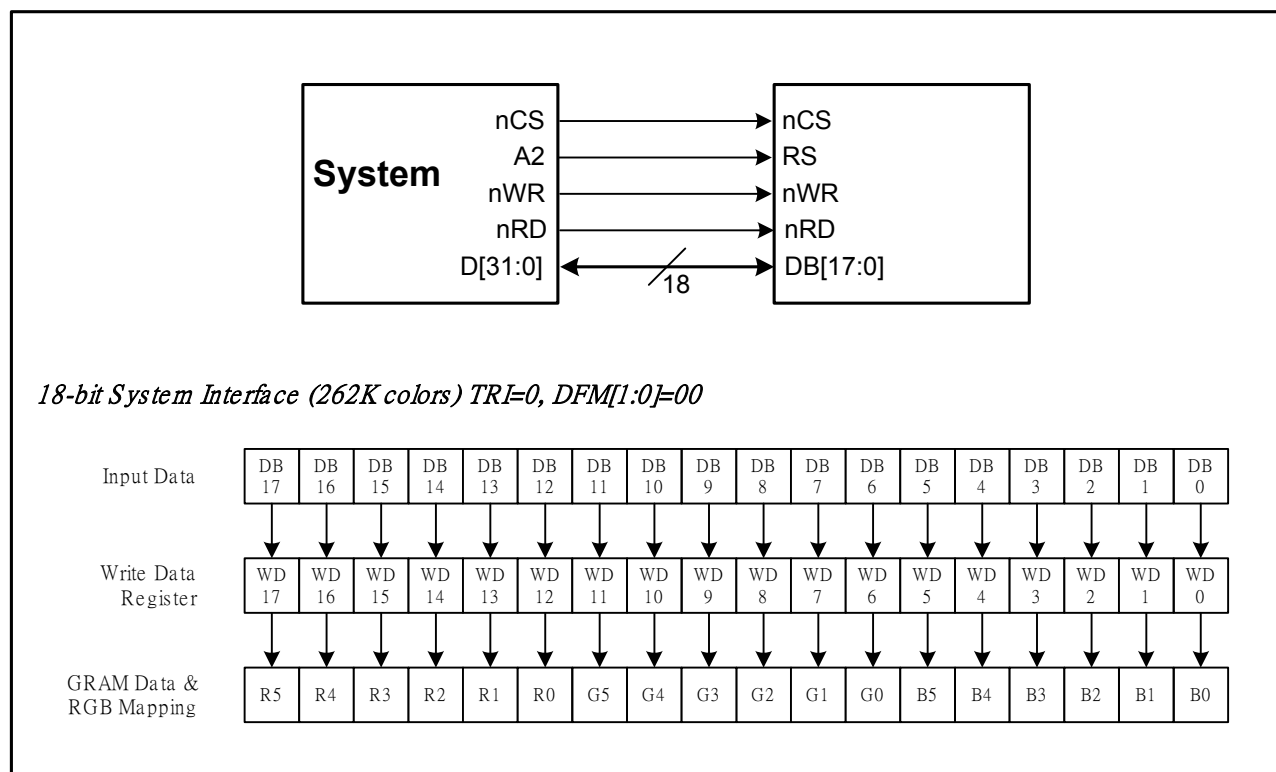 System
nCS nCS
A2 RS
nWR nWR
nRD nRD
D[31:0] DB[17:0]
18
18-bit System Interface (262K colors) TRI=0, DFM[1:0]=00
Input Data
DB 17 DB 16 DB 15 DB 14 DB 13 DB 12 DB 11 DB 10 DB 9 DB 8 DB 7 DB 6 DB 5 DB 4 DB 3 DB 2 DB 1 DB 0
Write Data
Register
WD 17 WD 16 WD 15 WD 14 WD 13 WD 12 WD 11 WD 10 WD 9 WD 8 WD 7 WD 6 WD 5 WD 4 WD 3 WD 2 WD 1 WD 0
GRAM Data &
RGB Mapping
R5 R4 R3 R2 R1 R0 G5 G4 G3 G2 G1 G0 B5 B4 B3 B2 B1 B0